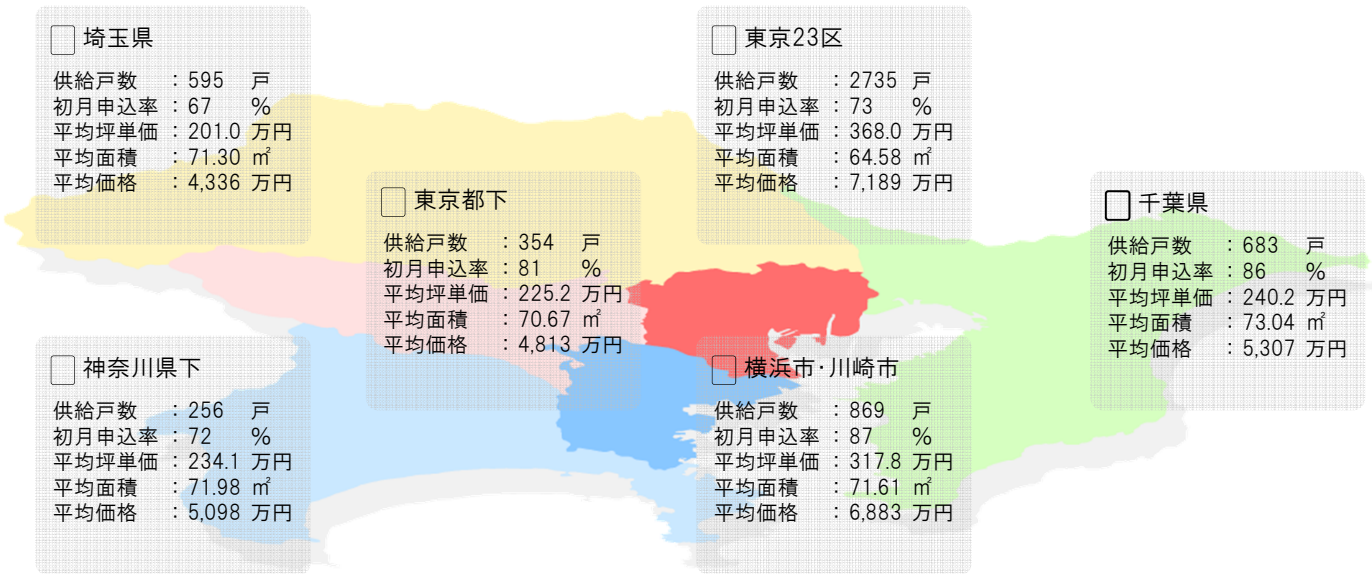 埼玉県
供給戸数 : 595 戸
初月申込率 : 67 %
平均坪単価 : 201.0 万円
平均面積 : 71.30 ㎡
平均価格 : 4,336 万円
東京23区
供給戸数 : 2735 戸
初月申込率 : 73 %
平均坪単価 : 368.0 万円
平均面積 : 64.58 ㎡
平均価格 : 7,189 万円
東京都下
供給戸数 : 354 戸
初月申込率 : 81 %
平均坪単価 : 225.2 万円
平均面積 : 70.67 ㎡
平均価格 : 4,813 万円
千葉県
供給戸数 : 683 戸
初月申込率 : 86 %
平均坪単価 : 240.2 万円
平均面積 : 73.04 ㎡
平均価格 : 5,307 万円
神奈川県下
供給戸数 : 256 戸
初月申込率 : 72 %
平均坪単価 : 234.1 万円
平均面積 : 71.98 ㎡
平均価格 : 5,098 万円
横浜市・川崎市
供給戸数 : 869 戸
初月申込率 : 87 %
平均坪単価 : 317.8 万円
平均面積 : 71.61 ㎡
平均価格 : 6,883 万円